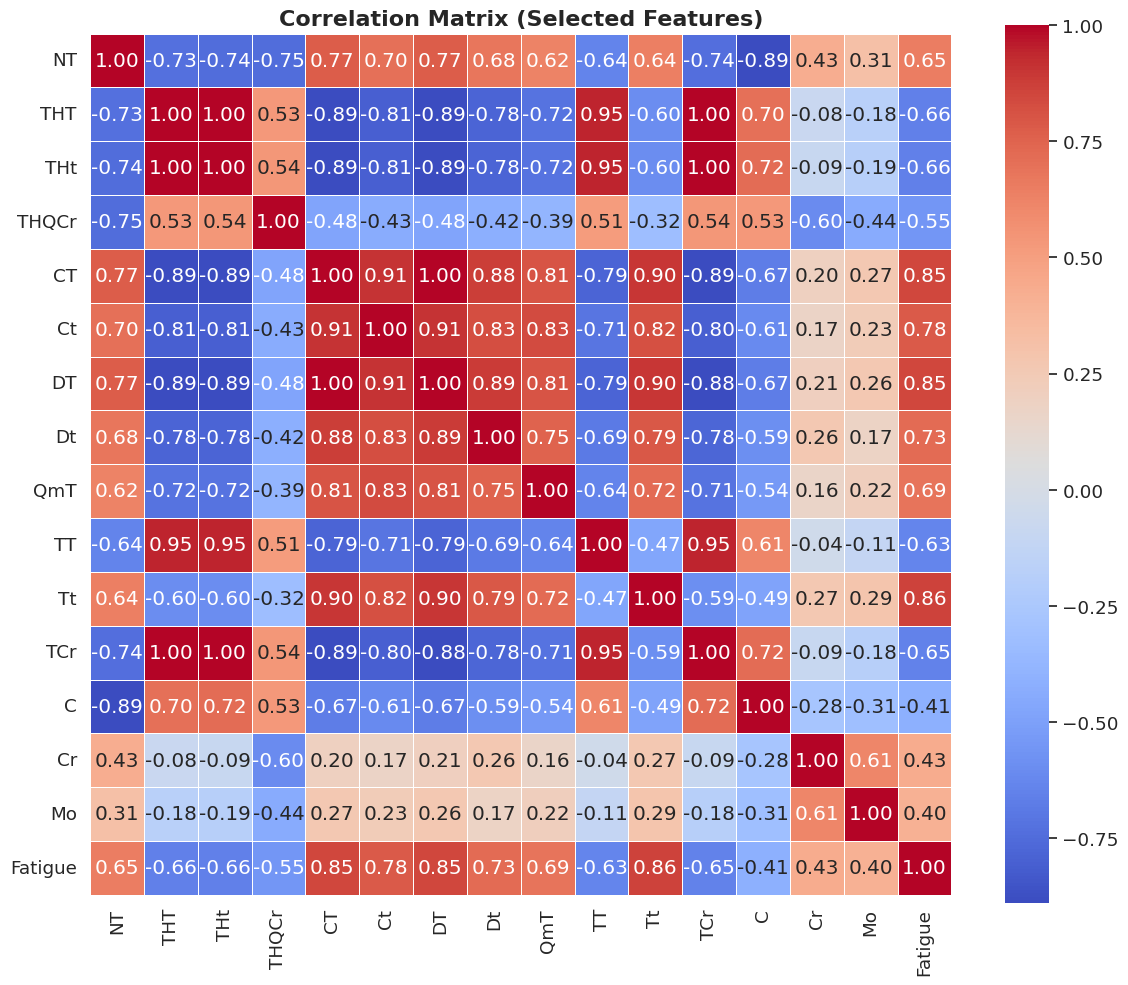 Correlation Matrix (Selected Features)
NT 1.00 -0.73 -0.74 -0.75 0.77 0.70 0.77 0.68 0.62 -0.64 0.64 -0.74 -0.89 0.43 0.31 0.65
THT -0.73 1.00 1.00 0.53 -0.89 -0.81 -0.89 -0.78 -0.72 0.95 -0.60 1.00 0.70 -0.08 -0.18 -0.66
THt -0.74 1.00 1.00 0.54 -0.89 -0.81 -0.89 -0.78 -0.72 0.95 -0.60 1.00 0.72 -0.09 -0.19 -0.66
THQCr -0.75 0.53 0.54 1.00 -0.48 -0.43 -0.48 -0.42 -0.39 0.51 -0.32 0.54 0.53 -0.60 -0.44 -0.55
CT 0.77 -0.89 -0.89 -0.48 1.00 0.91 1.00 0.88 0.81 -0.79 0.90 -0.89 -0.67 0.20 0.27 0.85
Ct 0.70 -0.81 -0.81 -0.43 0.91 1.00 0.91 0.83 0.83 -0.71 0.82 -0.80 -0.61 0.17 0.23 0.78
DT 0.77 -0.89 -0.89 -0.48 1.00 0.91 1.00 0.89 0.81 -0.79 0.90 -0.88 -0.67 0.21 0.26 0.85
Dt 0.68 -0.78 -0.78 -0.42 0.88 0.83 0.89 1.00 0.75 -0.69 0.79 -0.78 -0.59 0.26 0.17 0.73
QmT 0.62 -0.72 -0.72 -0.39 0.81 0.83 0.81 0.75 1.00 -0.64 0.72 -0.71 -0.54 0.16 0.22 0.69
TT -0.64 0.95 0.95 0.51 -0.79 -0.71 -0.79 -0.69 -0.64 1.00 -0.47 0.95 0.61 -0.04 -0.11 -0.63
Tt 0.64 -0.60 -0.60 -0.32 0.90 0.82 0.90 0.79 0.72 -0.47 1.00 -0.59 -0.49 0.27 0.29 0.86
TCr -0.74 1.00 1.00 0.54 -0.89 -0.80 -0.88 -0.78 -0.71 0.95 -0.59 1.00 0.72 -0.09 -0.18 -0.65
C -0.89 0.70 0.72 0.53 -0.67 -0.61 -0.67 -0.59 -0.54 0.61 -0.49 0.72 1.00 -0.28 -0.31 -0.41
Cr 0.43 -0.08 -0.09 -0.60 0.20 0.17 0.21 0.26 0.16 -0.04 0.27 -0.09 -0.28 1.00 0.61 0.43
Mo 0.31 -0.18 -0.19 -0.44 0.27 0.23 0.26 0.17 0.22 -0.11 0.29 -0.18 -0.31 0.61 1.00 0.40
Fatigue 0.65 -0.66 -0.66 -0.55 0.85 0.78 0.85 0.73 0.69 -0.63 0.86 -0.65 -0.41 0.43 0.40 1.00
NT THT THt THQCr CT Ct DT Dt QmT TT Tt TCr C Cr Mo Fatigue
1.00
0.75
0.50
0.25
0.00
−0.25
−0.50
−0.75